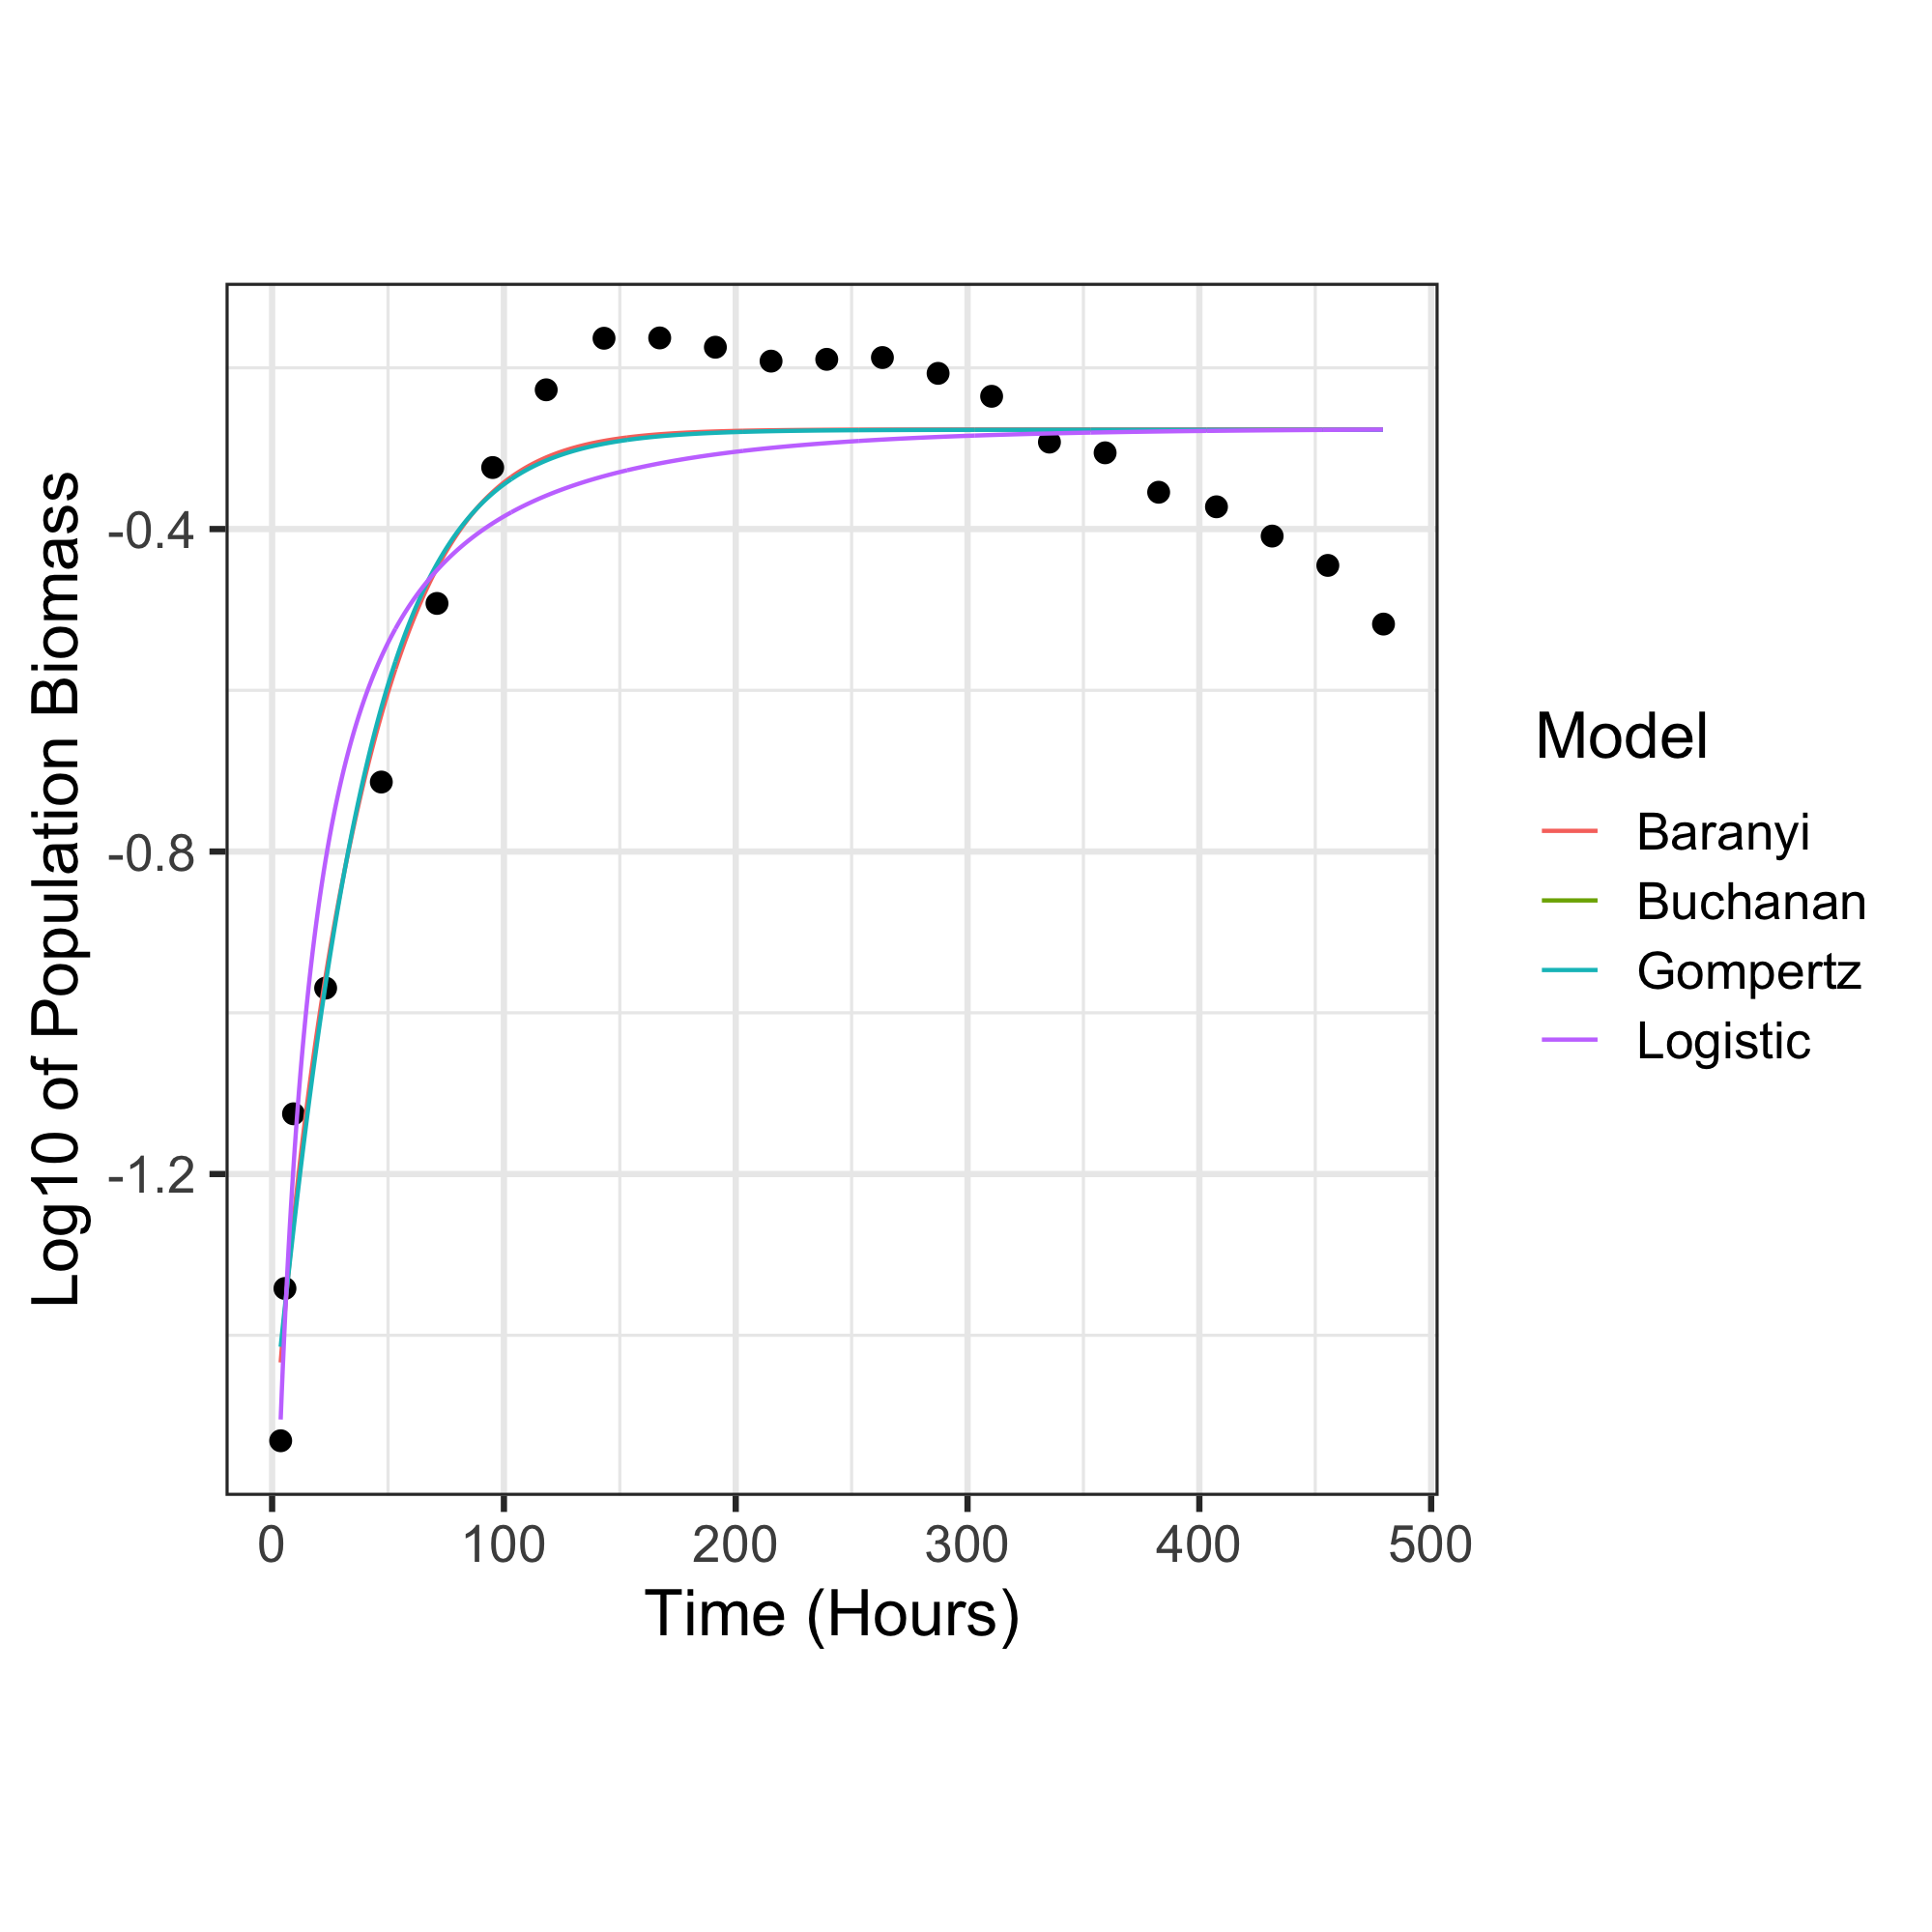 Log10 of Population Biomass
-0.4
-0.8
-1.2
0 100 200 300 400 500
Time (Hours)
Model
Baranyi
Buchanan
Gompertz
Logistic